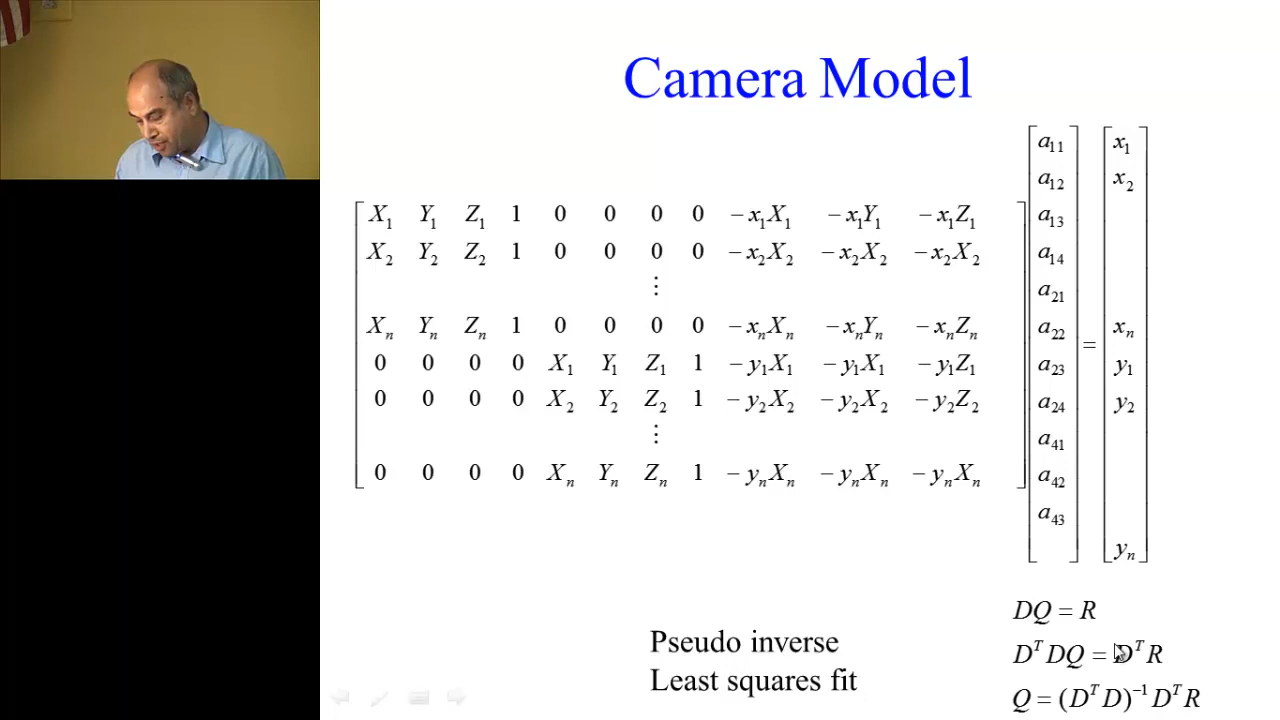 Camera Model
X₁ Y₁ Z₁ 1 0 0 0 0 −x₁X₁ −x₁Y₁ −x₁Z₁
X₂ Y₂ Z₂ 1 0 0 0 0 −x₂X₂ −x₂X₂ −x₂X₂
⋮
Xₙ Yₙ Zₙ 1 0 0 0 0 −xₙXₙ −xₙYₙ −xₙZₙ
0 0 0 0 X₁ Y₁ Z₁ 1 −y₁X₁ −y₁X₁ −y₁Z₁
0 0 0 0 X₂ Y₂ Z₂ 1 −y₂X₂ −y₂X₂ −y₂Z₂
⋮
0 0 0 0 Xₙ Yₙ Zₙ 1 −yₙXₙ −yₙXₙ −yₙXₙ
a₁₁
a₁₂
a₁₃
a₁₄
a₂₁
a₂₂
a₂₃
a₂₄
a₄₁
a₄₂
a₄₃
=
x₁
x₂
xₙ
y₁
y₂
yₙ
DQ = R
DᵀDQ = DᵀR
Q = (DᵀD)⁻¹DᵀR
Pseudo inverse
Least squares fit